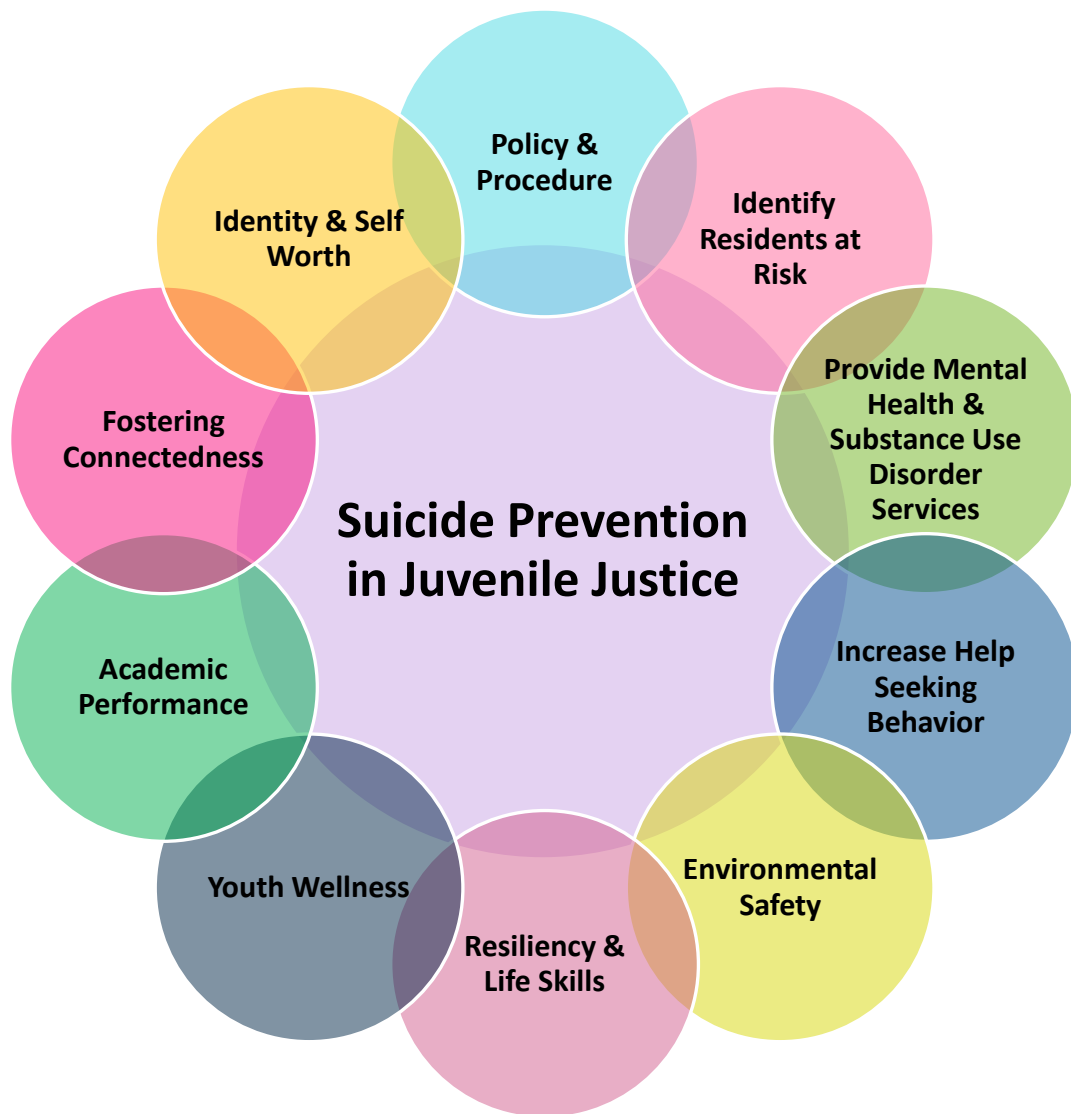 Policy &
Procedure
Identify
Residents at
Risk
Provide Mental
Health &
Substance Use
Disorder
Services
Increase Help
Seeking
Behavior
Environmental
Safety
Resiliency &
Life Skills
Youth Wellness
Academic
Performance
Fostering
Connectedness
Identity & Self
Worth
Suicide Prevention
in Juvenile Justice